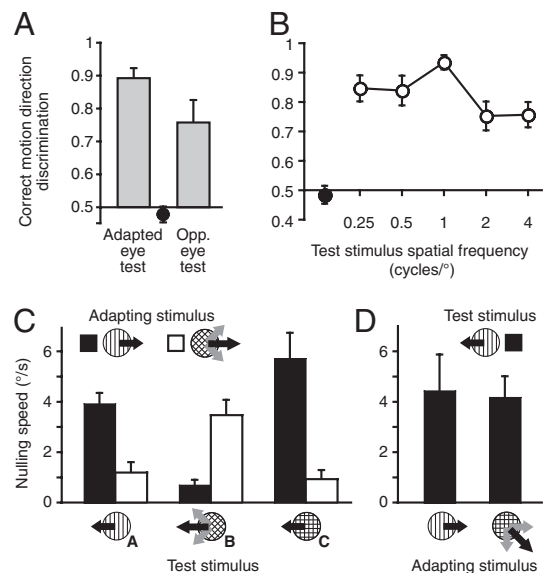 A
Correct motion direction
discrimination
1
0.9
0.8
0.7
0.6
0.5
Adapted
eye
test
Opp.
eye
test
B
1
0.9
0.8
0.7
0.6
0.5
0.4
0.25 0.5 1 2 4
Test stimulus spatial frequency
(cycles/°)
C
Adapting stimulus
Nulling speed (°/s)
6
4
2
0
A
B
C
Test stimulus
D
Test stimulus
6
4
2
0
Adapting stimulus